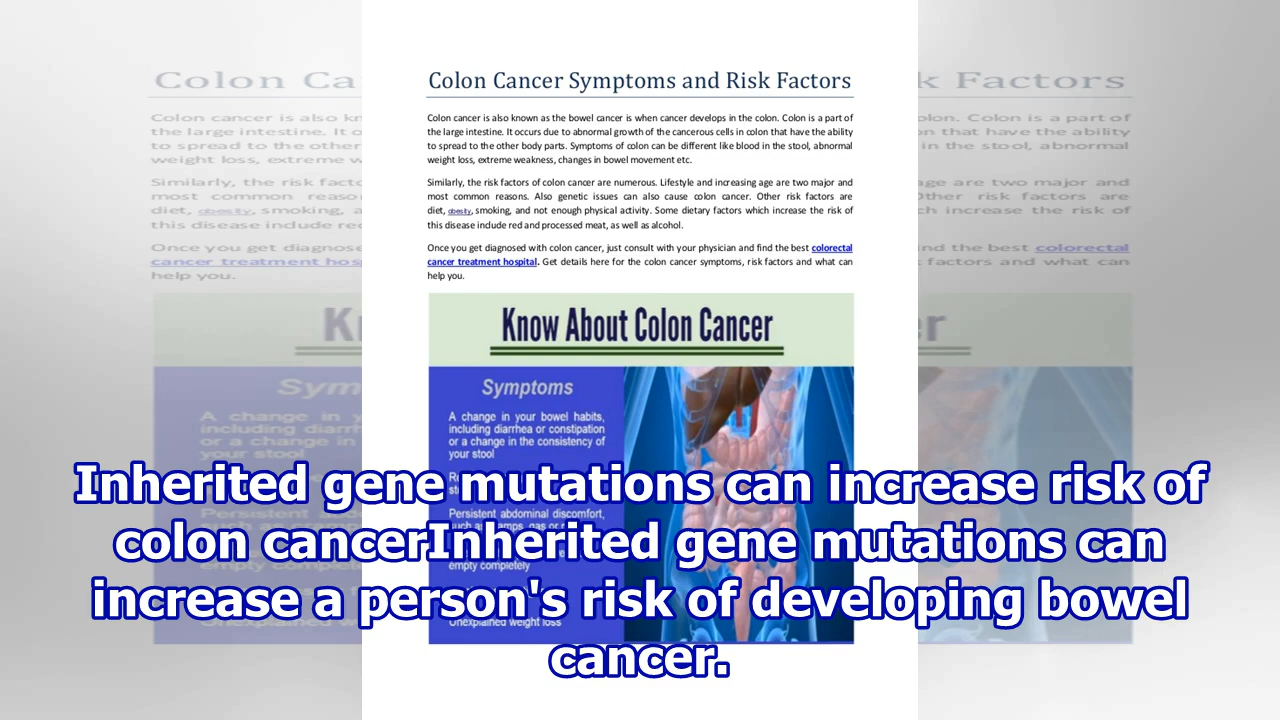 Colon Cancer Symptoms and Risk Factors
Colon cancer is also known as the bowel cancer is when cancer develops in the colon. Colon is a part of
the large intestine. It occurs due to abnormal growth of the cancerous cells in colon that have the ability
to spread to the other body parts. Symptoms of colon can be different like blood in the stool, abnormal
weight loss, extreme weakness, changes in bowel movement etc.
Similarly, the risk factors of colon cancer are numerous. Lifestyle and increasing age are two major and
most common reasons. Also genetic issues can also cause colon cancer. Other risk factors are
diet, obesity, smoking, and not enough physical activity. Some dietary factors which increase the risk of
this disease include red and processed meat, as well as alcohol.
Once you get diagnosed with colon cancer, just consult with your physician and find the best colorectal
cancer treatment hospital. Get details here for the colon cancer symptoms, risk factors and what can
help you.
Know About Colon Cancer
Symptoms
A change in your bowel habits,
including diarrhea or constipation
or a change in the consistency of
your stool
Persistent abdominal discomfort,
empty completely
Unexplained weight loss
Inherited gene mutations can increase risk of
colon cancerInherited gene mutations can
increase a person's risk of developing bowel
cancer.